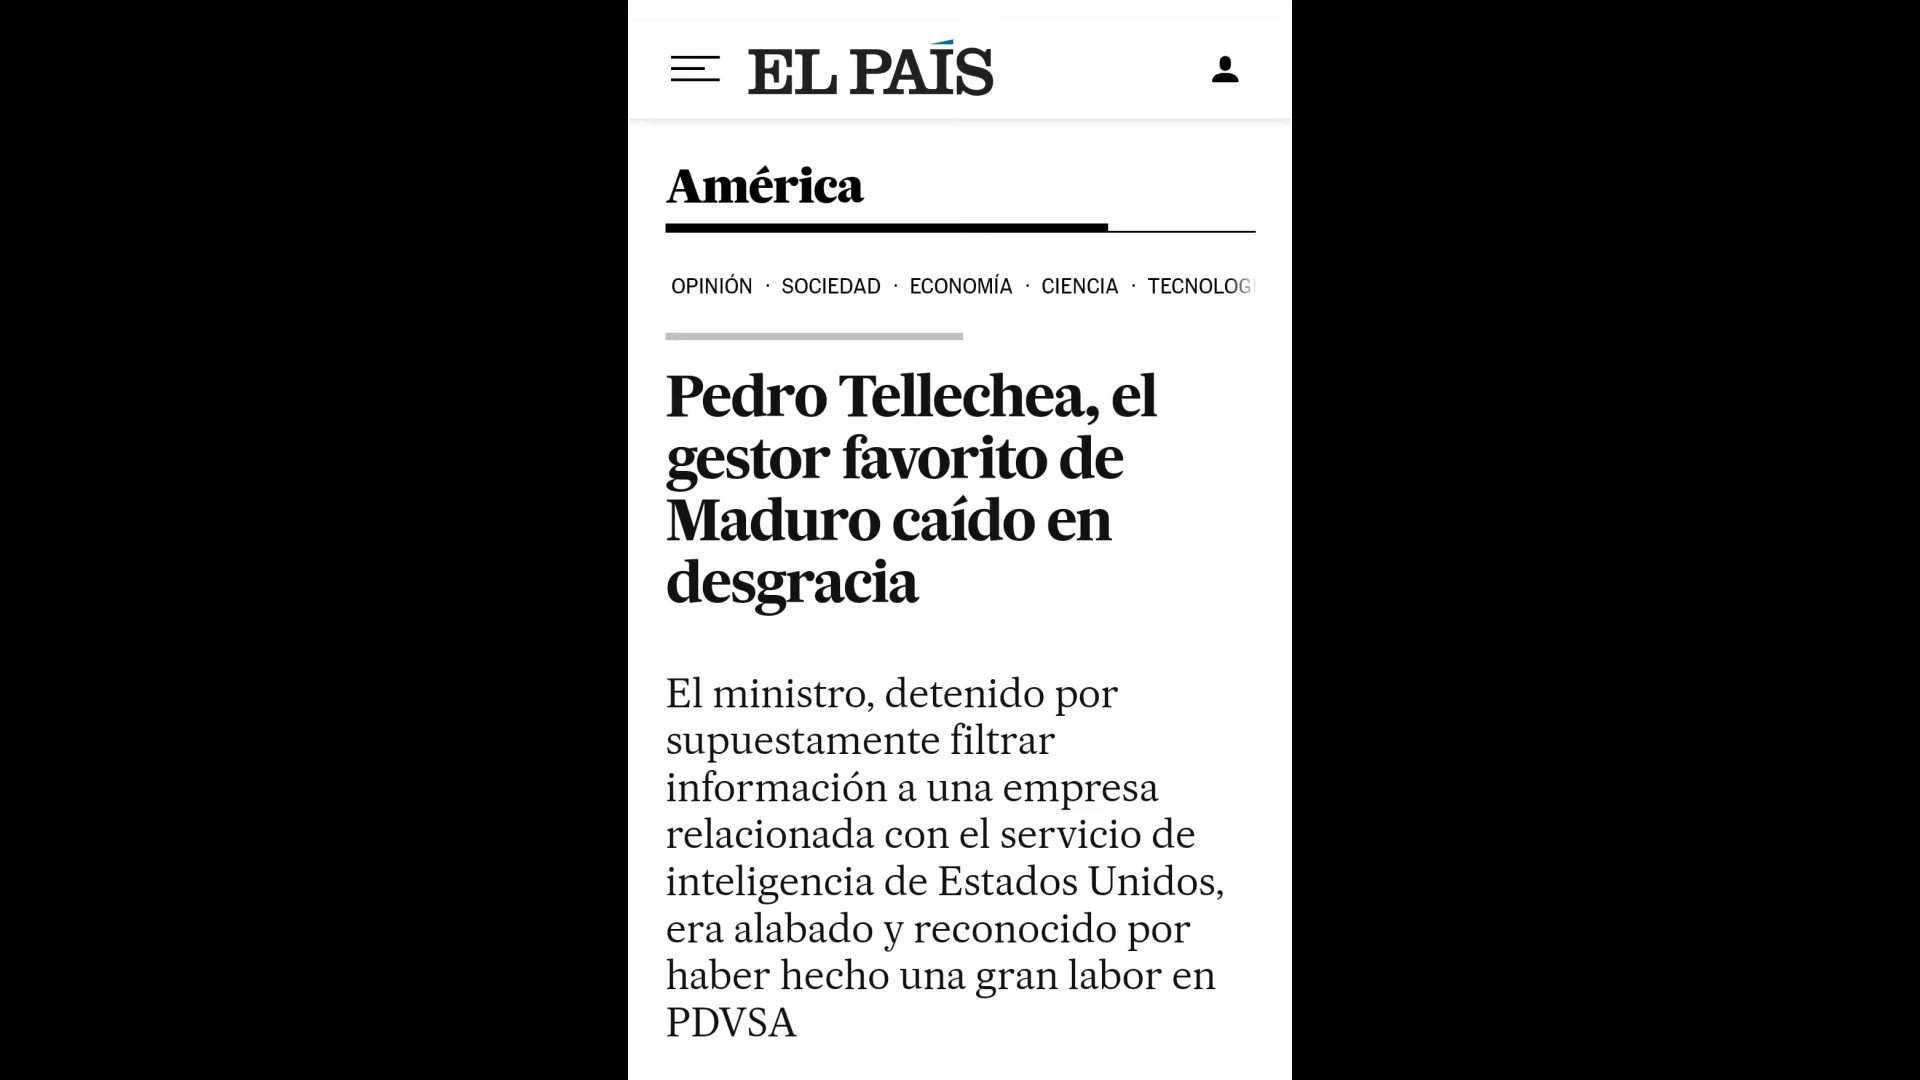 EL PAÍS
América
OPINIÓN · SOCIEDAD · ECONOMÍA · CIENCIA · TECNOLOG
Pedro Tellechea, el
gestor favorito de
Maduro caído en
desgracia
El ministro, detenido por
supuestamente filtrar
información a una empresa
relacionada con el servicio de
inteligencia de Estados Unidos,
era alabado y reconocido por
haber hecho una gran labor en
PDVSA